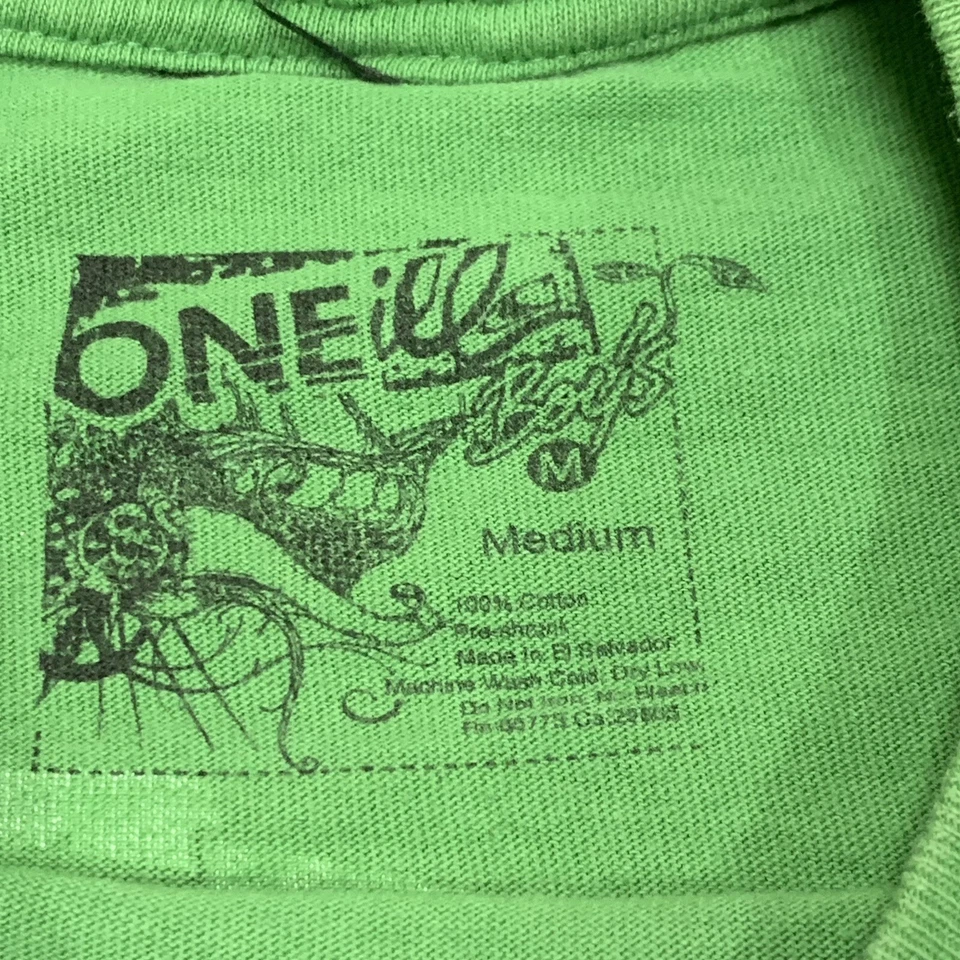 ONEill
Boys
M
Medium
100% Cotton
Pre-shrunk
Made In El Salvador
Machine Wash Cold, Dry Low,
Do Not Iron, No Bleach